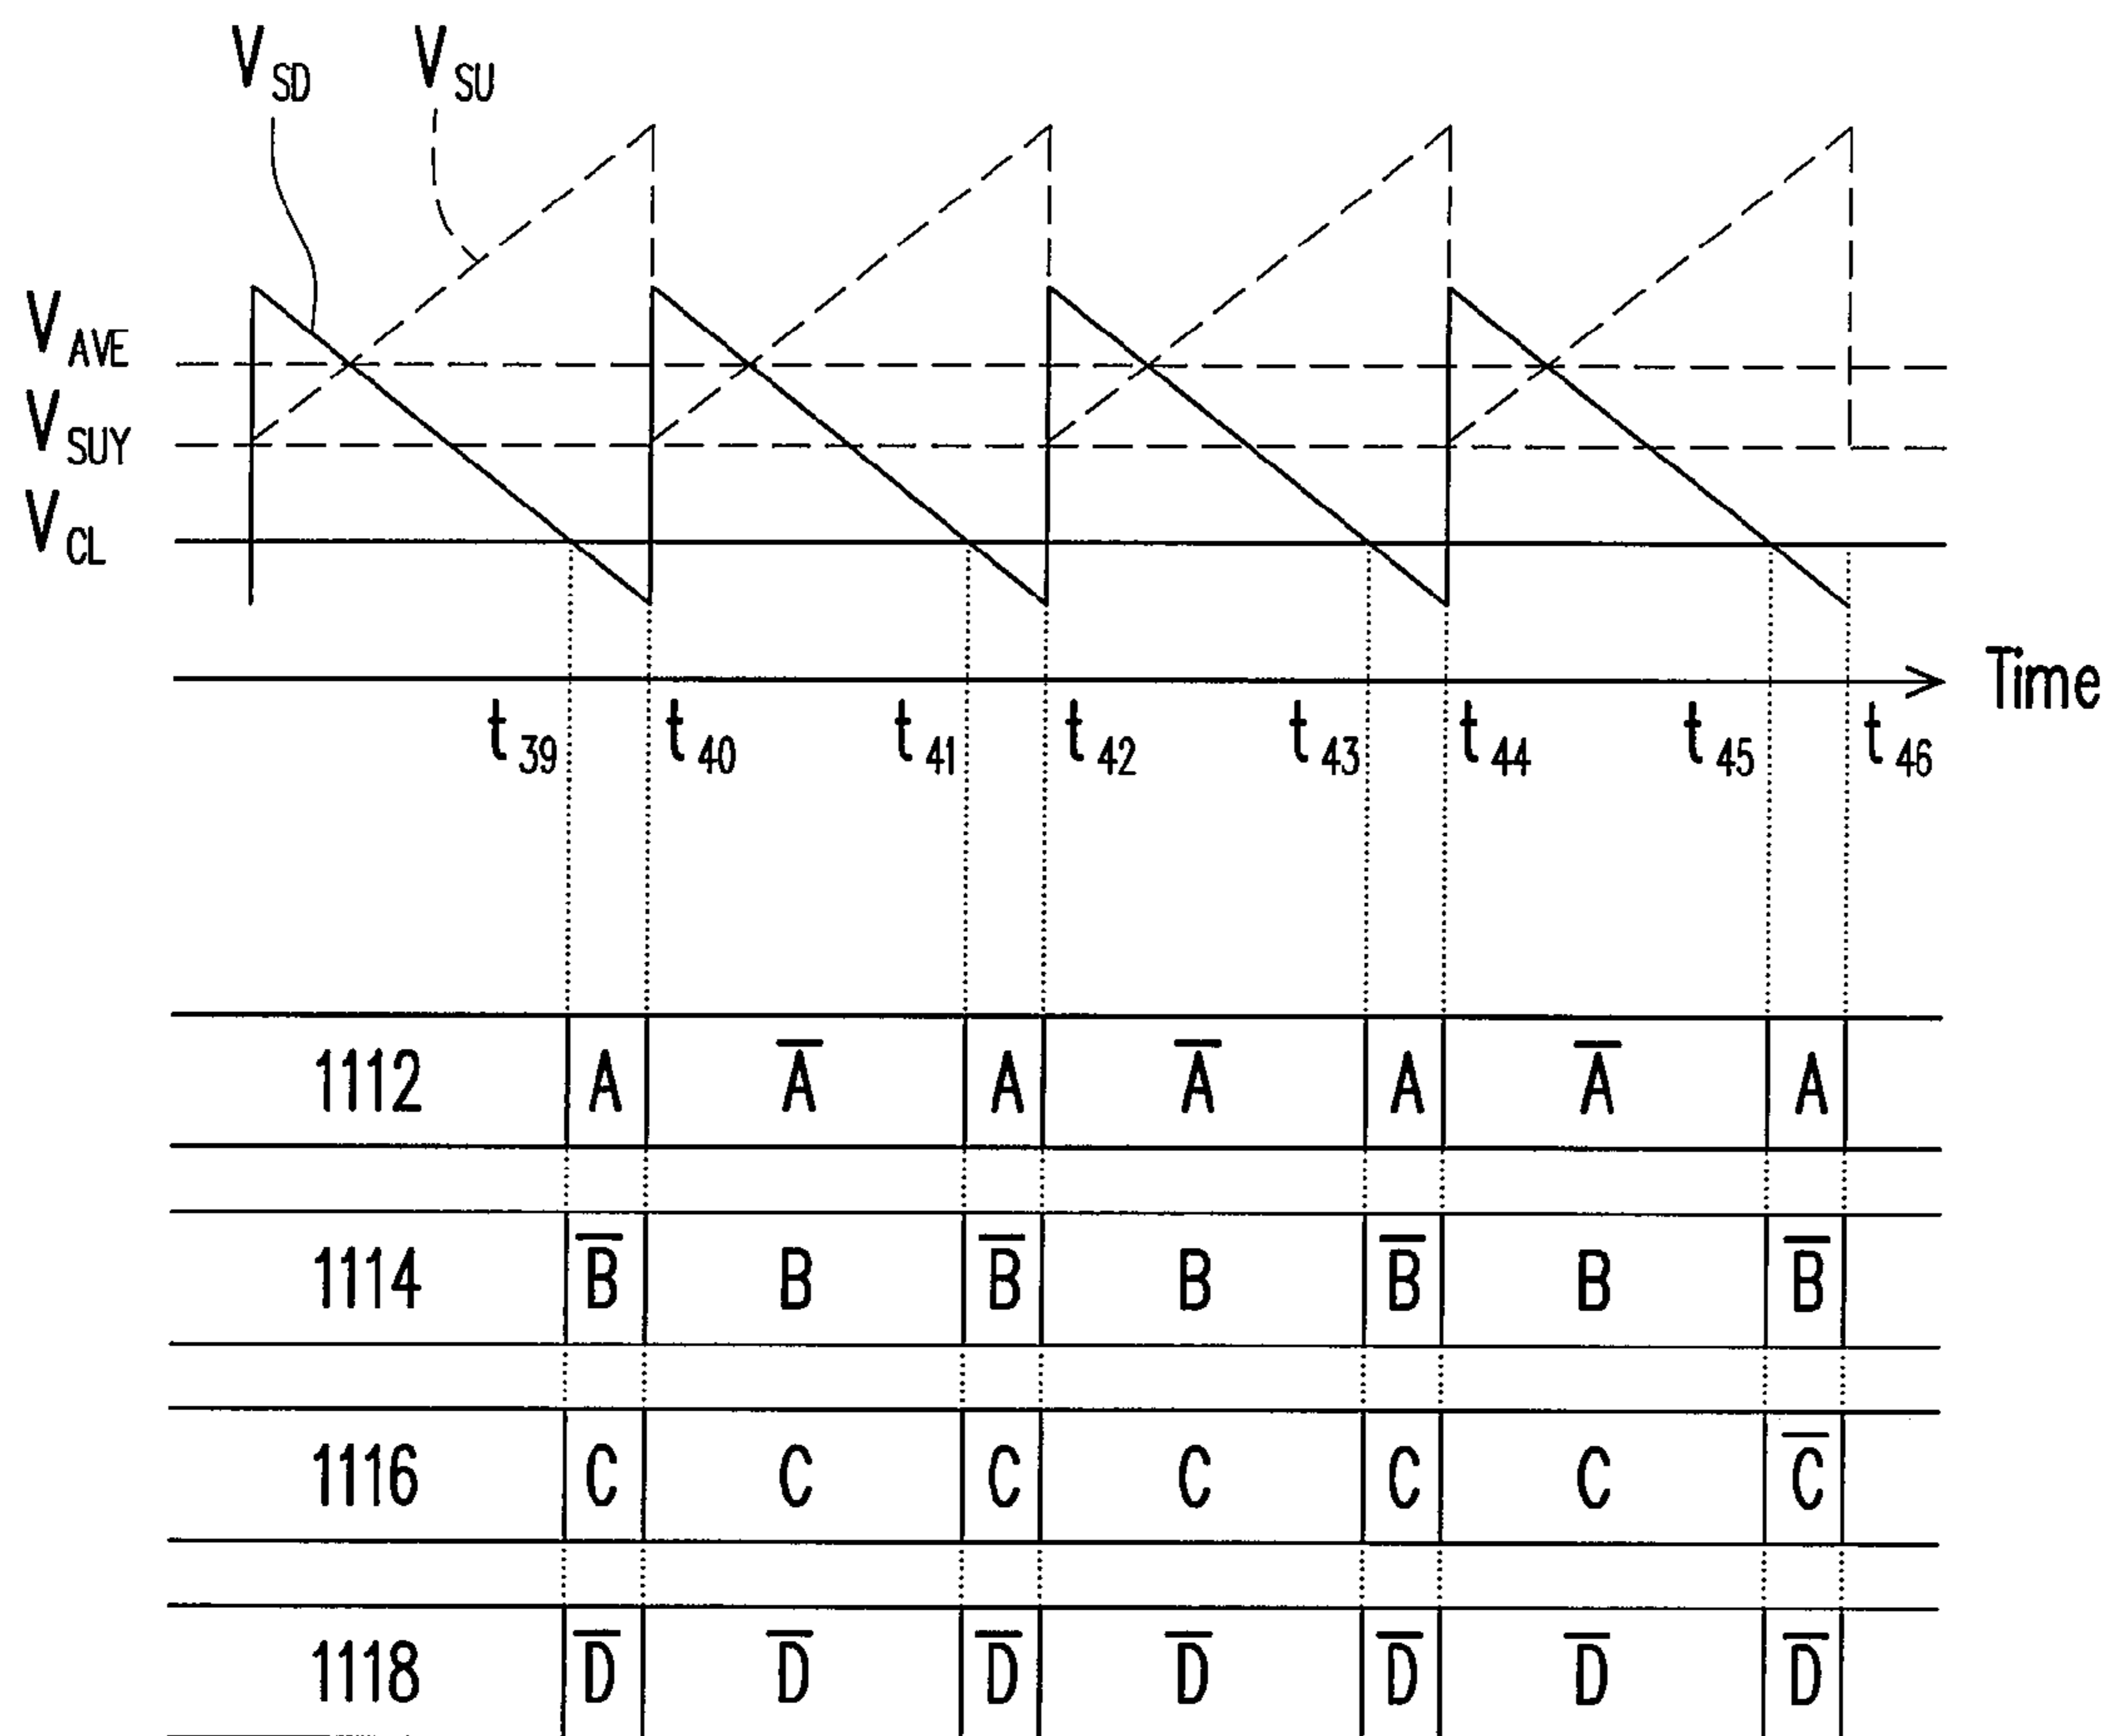 V_SD V_SU
V_AVE
V_SUY
V_CL
Time
t_39 t_40 t_41 t_42 t_43 t_44 t_45 t_46
1112 A A̅ A A̅ A A̅ A
1114 B̅ B B̅ B B̅ B B̅
1116 C C C C C C C̅
1118 D̅ D̅ D̅ D̅ D̅ D̅ D̅